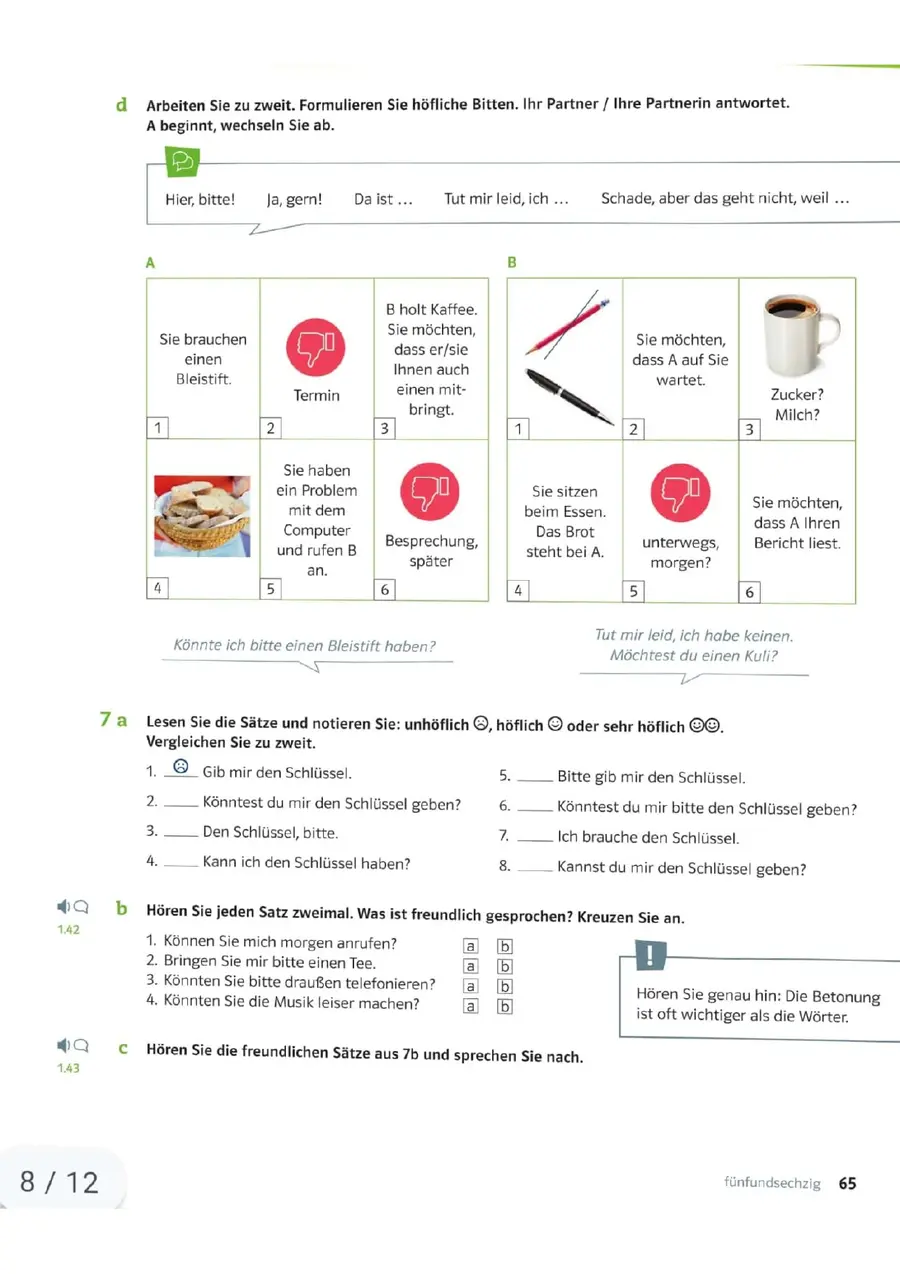 d Arbeiten Sie zu zweit. Formulieren Sie höfliche Bitten. Ihr Partner / Ihre Partnerin antwortet.
A beginnt, wechseln Sie ab.
Hier, bitte! Ja, gern! Da ist ... Tut mir leid, ich ... Schade, aber das geht nicht, weil ...
A
Sie brauchen
einen
Bleistift.
1
Termin
2
B holt Kaffee.
Sie möchten,
dass er/sie
Ihnen auch
einen mit-
bringt.
3
4
Sie haben
ein Problem
mit dem
Computer
und rufen B
an.
5
Besprechung,
später
6
B
1
Sie möchten,
dass A auf Sie
wartet.
2
Zucker?
Milch?
3
Sie sitzen
beim Essen.
Das Brot
steht bei A.
4
unterwegs,
morgen?
5
Sie möchten,
dass A Ihren
Bericht liest.
6
Könnte ich bitte einen Bleistift haben?
Tut mir leid, ich habe keinen.
Möchtest du einen Kuli?
7 a Lesen Sie die Sätze und notieren Sie: unhöflich ☹, höflich ☺ oder sehr höflich ☺☺.
Vergleichen Sie zu zweit.
1. ☹ Gib mir den Schlüssel.
2. ____ Könntest du mir den Schlüssel geben?
3. ____ Den Schlüssel, bitte.
4. ____ Kann ich den Schlüssel haben?
5. ____ Bitte gib mir den Schlüssel.
6. ____ Könntest du mir bitte den Schlüssel geben?
7. ____ Ich brauche den Schlüssel.
8. ____ Kannst du mir den Schlüssel geben?
1.42
b Hören Sie jeden Satz zweimal. Was ist freundlich gesprochen? Kreuzen Sie an.
1. Können Sie mich morgen anrufen? a b
2. Bringen Sie mir bitte einen Tee. a b
3. Könnten Sie bitte draußen telefonieren? a b
4. Könnten Sie die Musik leiser machen? a b
!
Hören Sie genau hin: Die Betonung
ist oft wichtiger als die Wörter.
1.43
c Hören Sie die freundlichen Sätze aus 7b und sprechen Sie nach.
8 / 12
fünfundsechzig 65